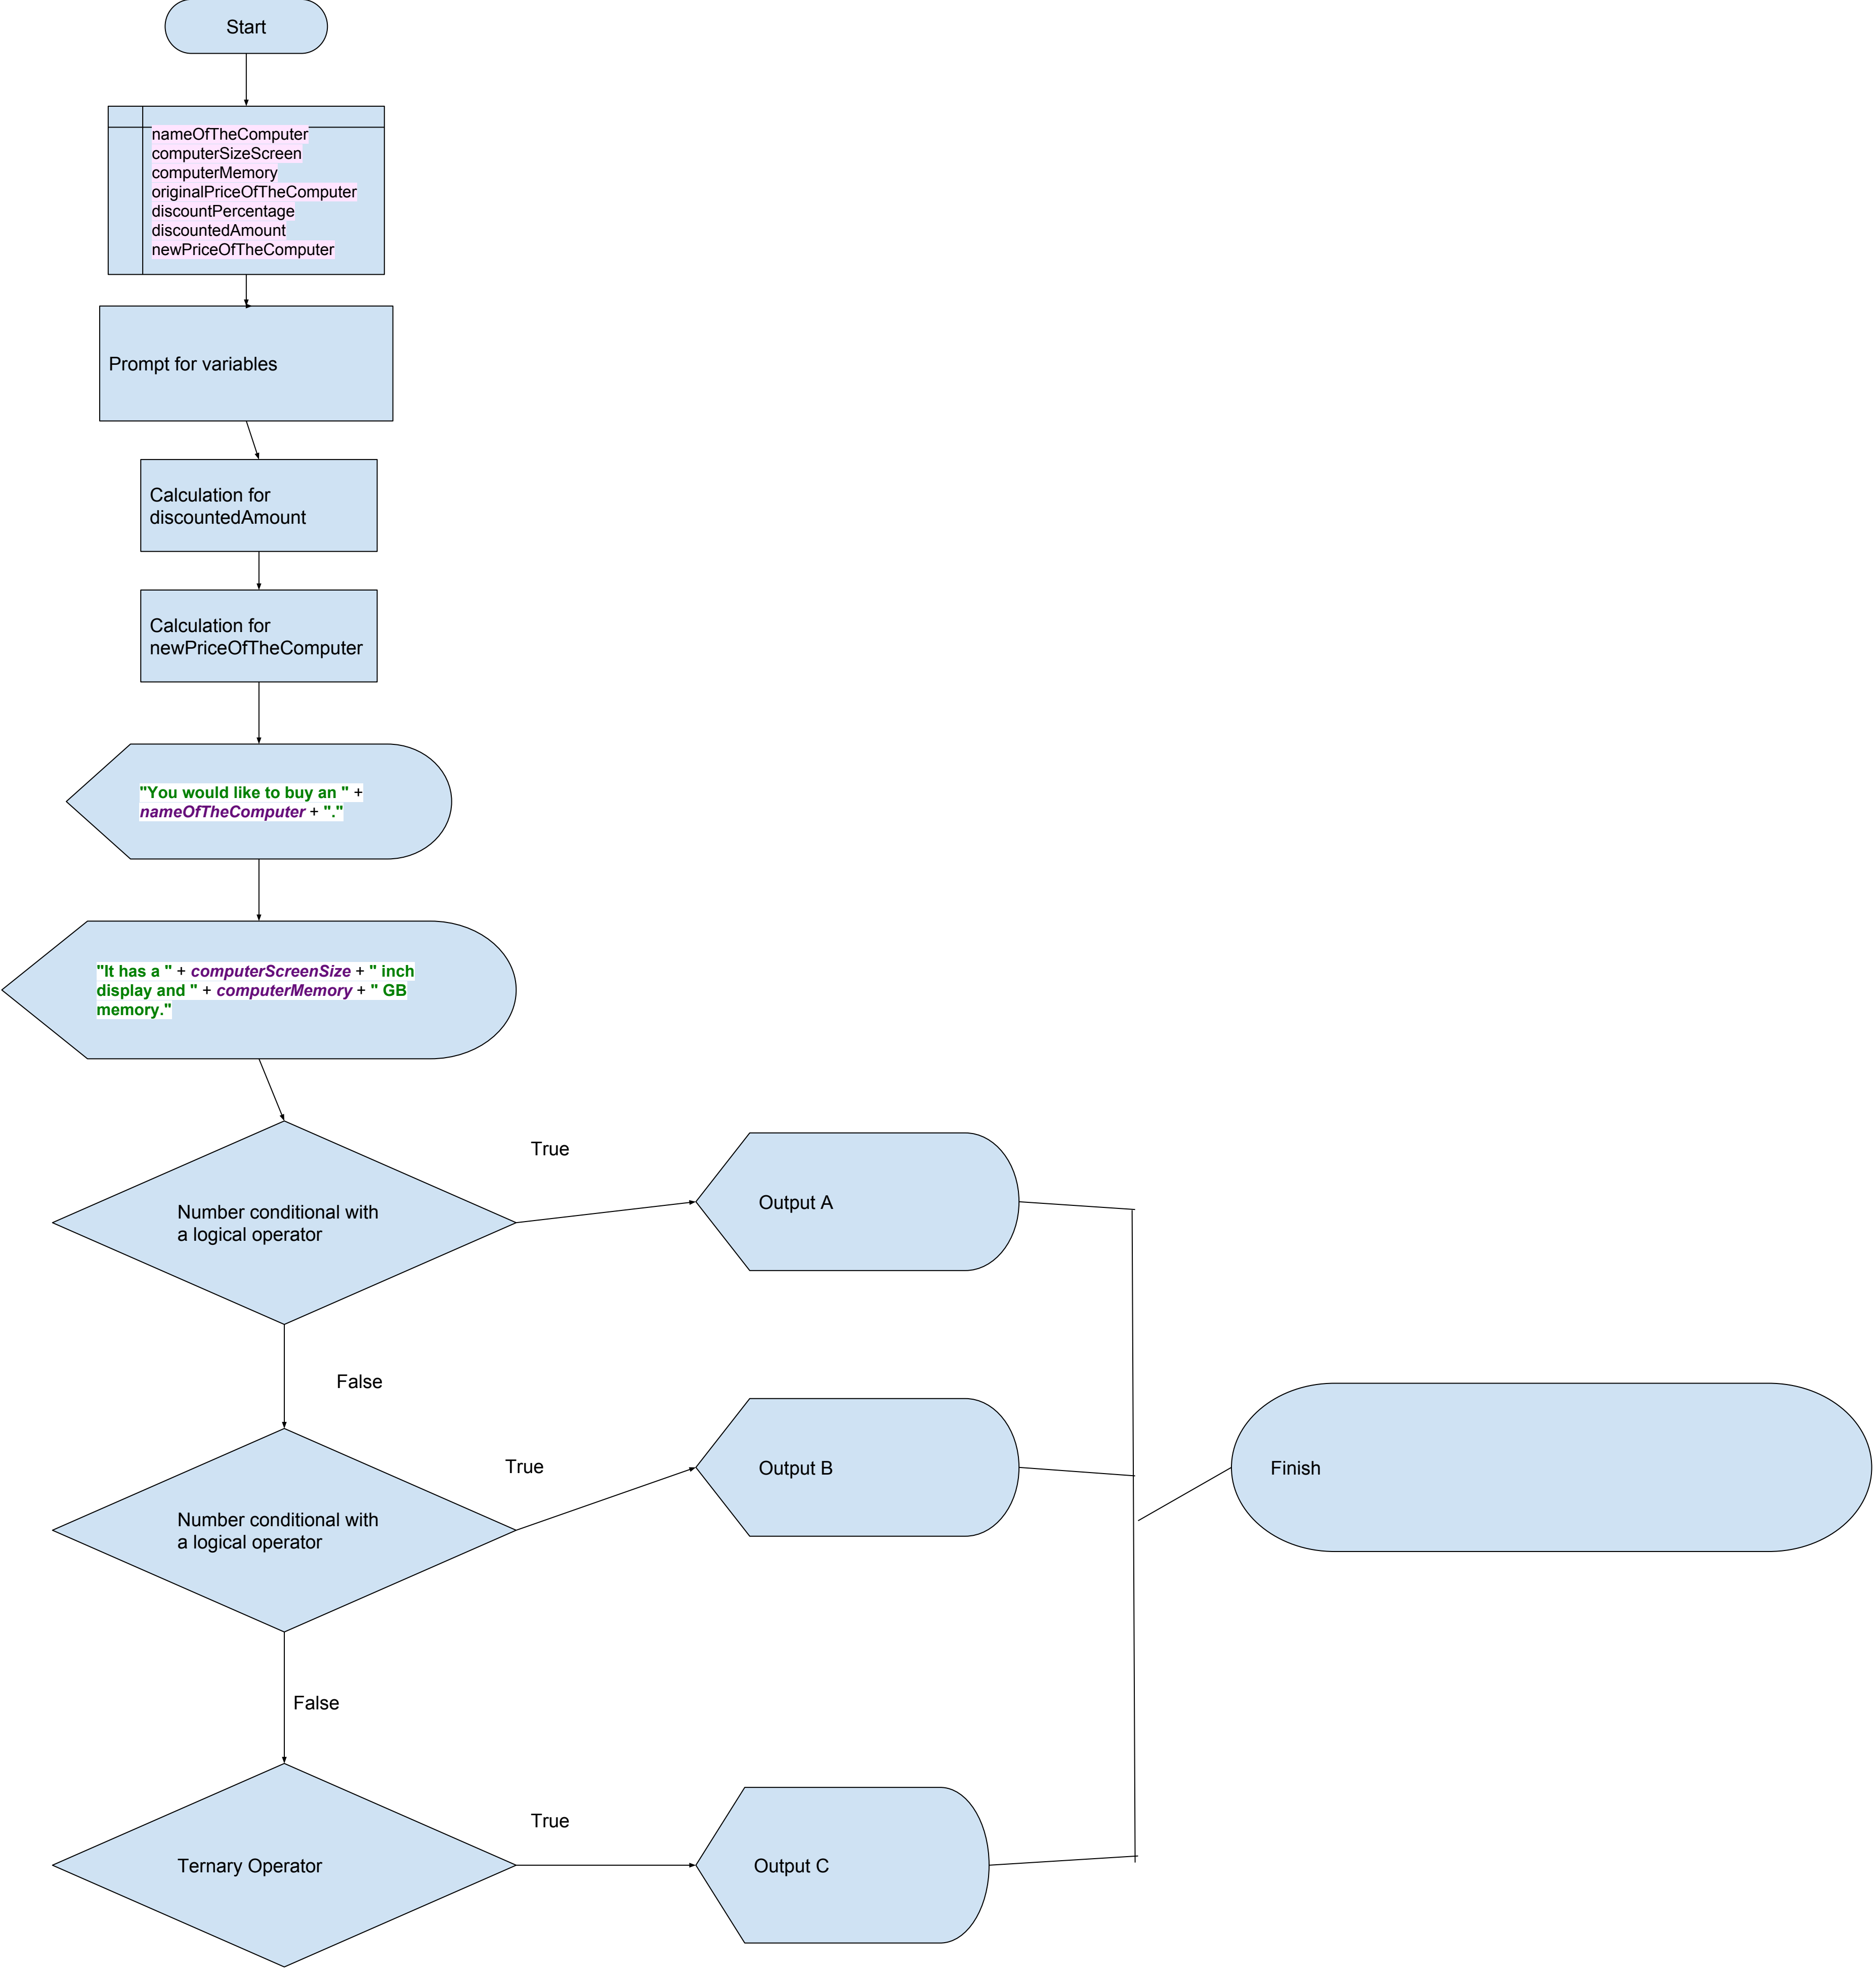 Start
nameOfTheComputer
computerSizeScreen
computerMemory
originalPriceOfTheComputer
discountPercentage
discountedAmount
newPriceOfTheComputer
Prompt for variables
Calculation for
discountedAmount
Calculation for
newPriceOfTheComputer
"You would like to buy an " +
nameOfTheComputer + "."
"It has a " + computerScreenSize + " inch
display and " + computerMemory + " GB
memory."
True
Number conditional with
a logical operator
Output A
False
True
Number conditional with
a logical operator
Output B
Finish
False
True
Ternary Operator
Output C